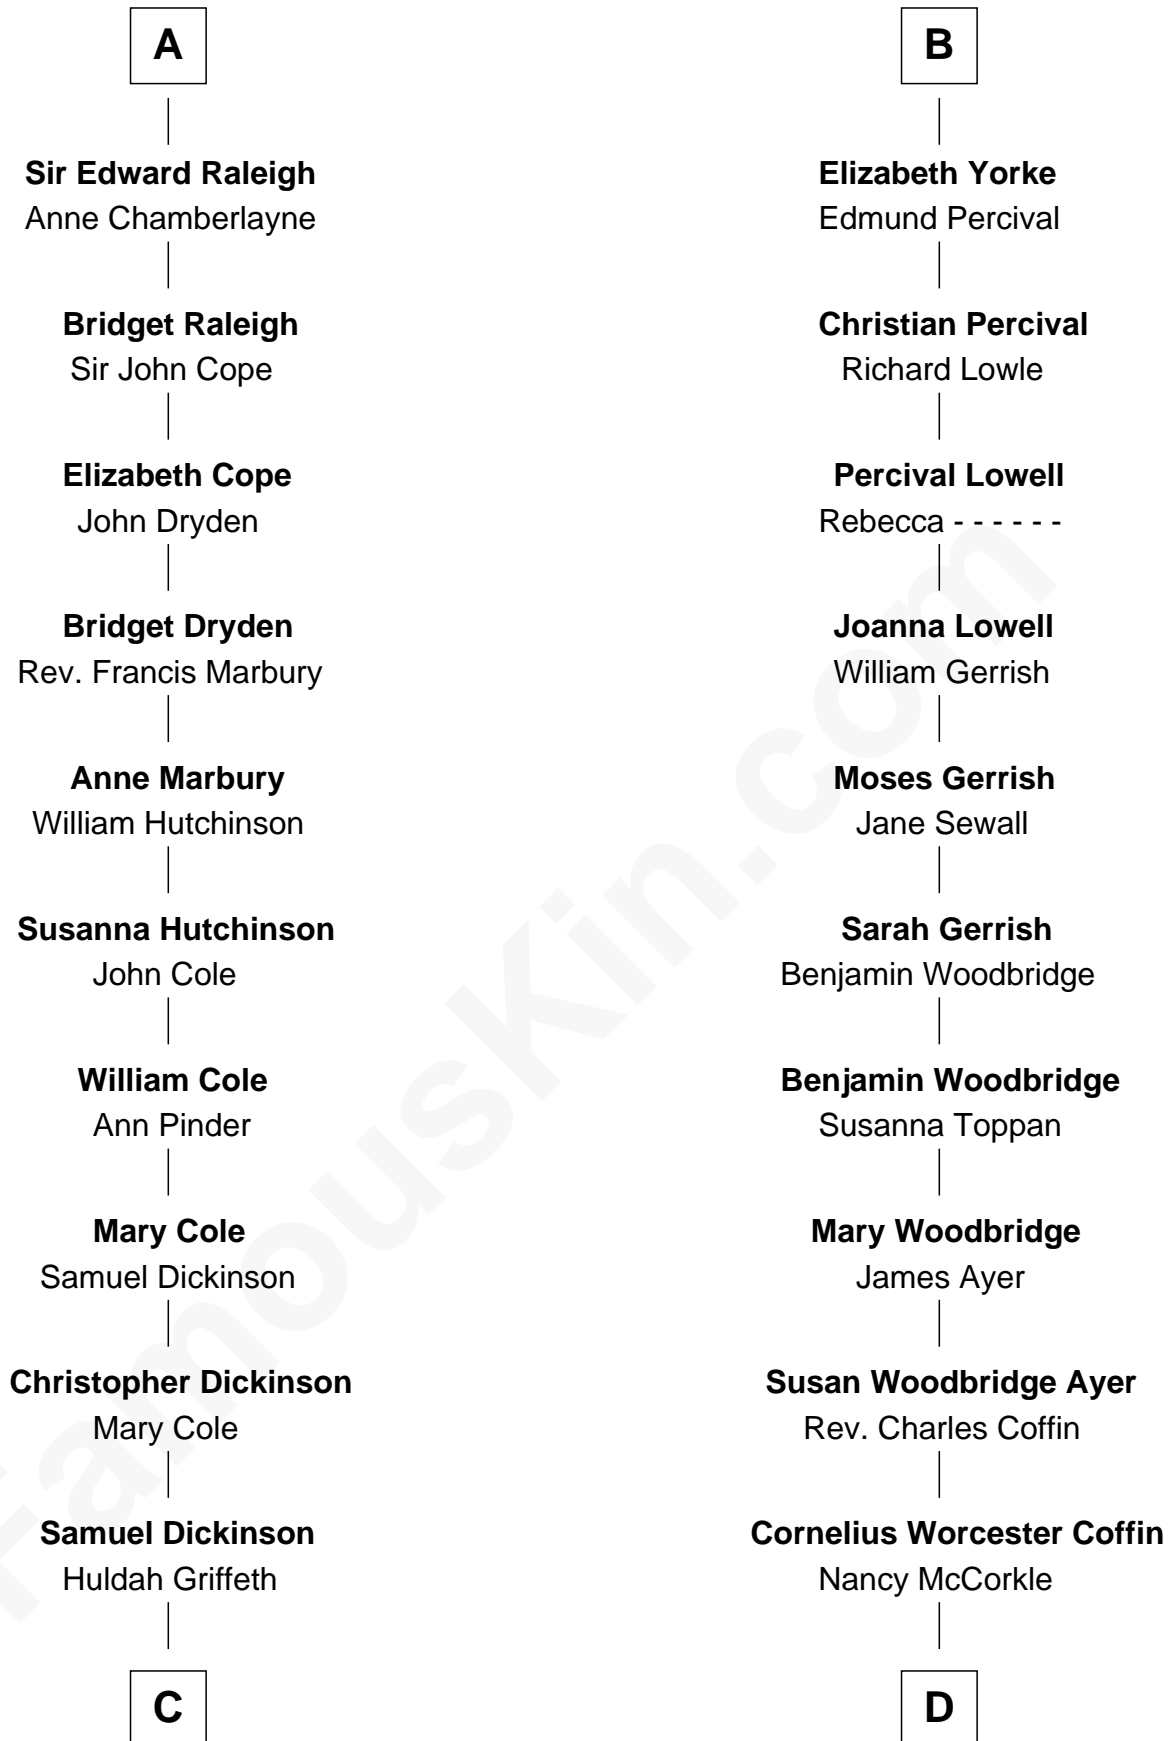 A
Sir Edward Raleigh
Anne Chamberlayne
Bridget Raleigh
Sir John Cope
Elizabeth Cope
John Dryden
Bridget Dryden
Rev. Francis Marbury
Anne Marbury
William Hutchinson
Susanna Hutchinson
John Cole
William Cole
Ann Pinder
Mary Cole
Samuel Dickinson
Christopher Dickinson
Mary Cole
Samuel Dickinson
Huldah Griffeth
C
B
Elizabeth Yorke
Edmund Percival
Christian Percival
Richard Lowle
Percival Lowell
Rebecca - - - - - -
Joanna Lowell
William Gerrish
Moses Gerrish
Jane Sewall
Sarah Gerrish
Benjamin Woodbridge
Benjamin Woodbridge
Susanna Toppan
Mary Woodbridge
James Ayer
Susan Woodbridge Ayer
Rev. Charles Coffin
Cornelius Worcester Coffin
Nancy McCorkle
D
FamousKin.com